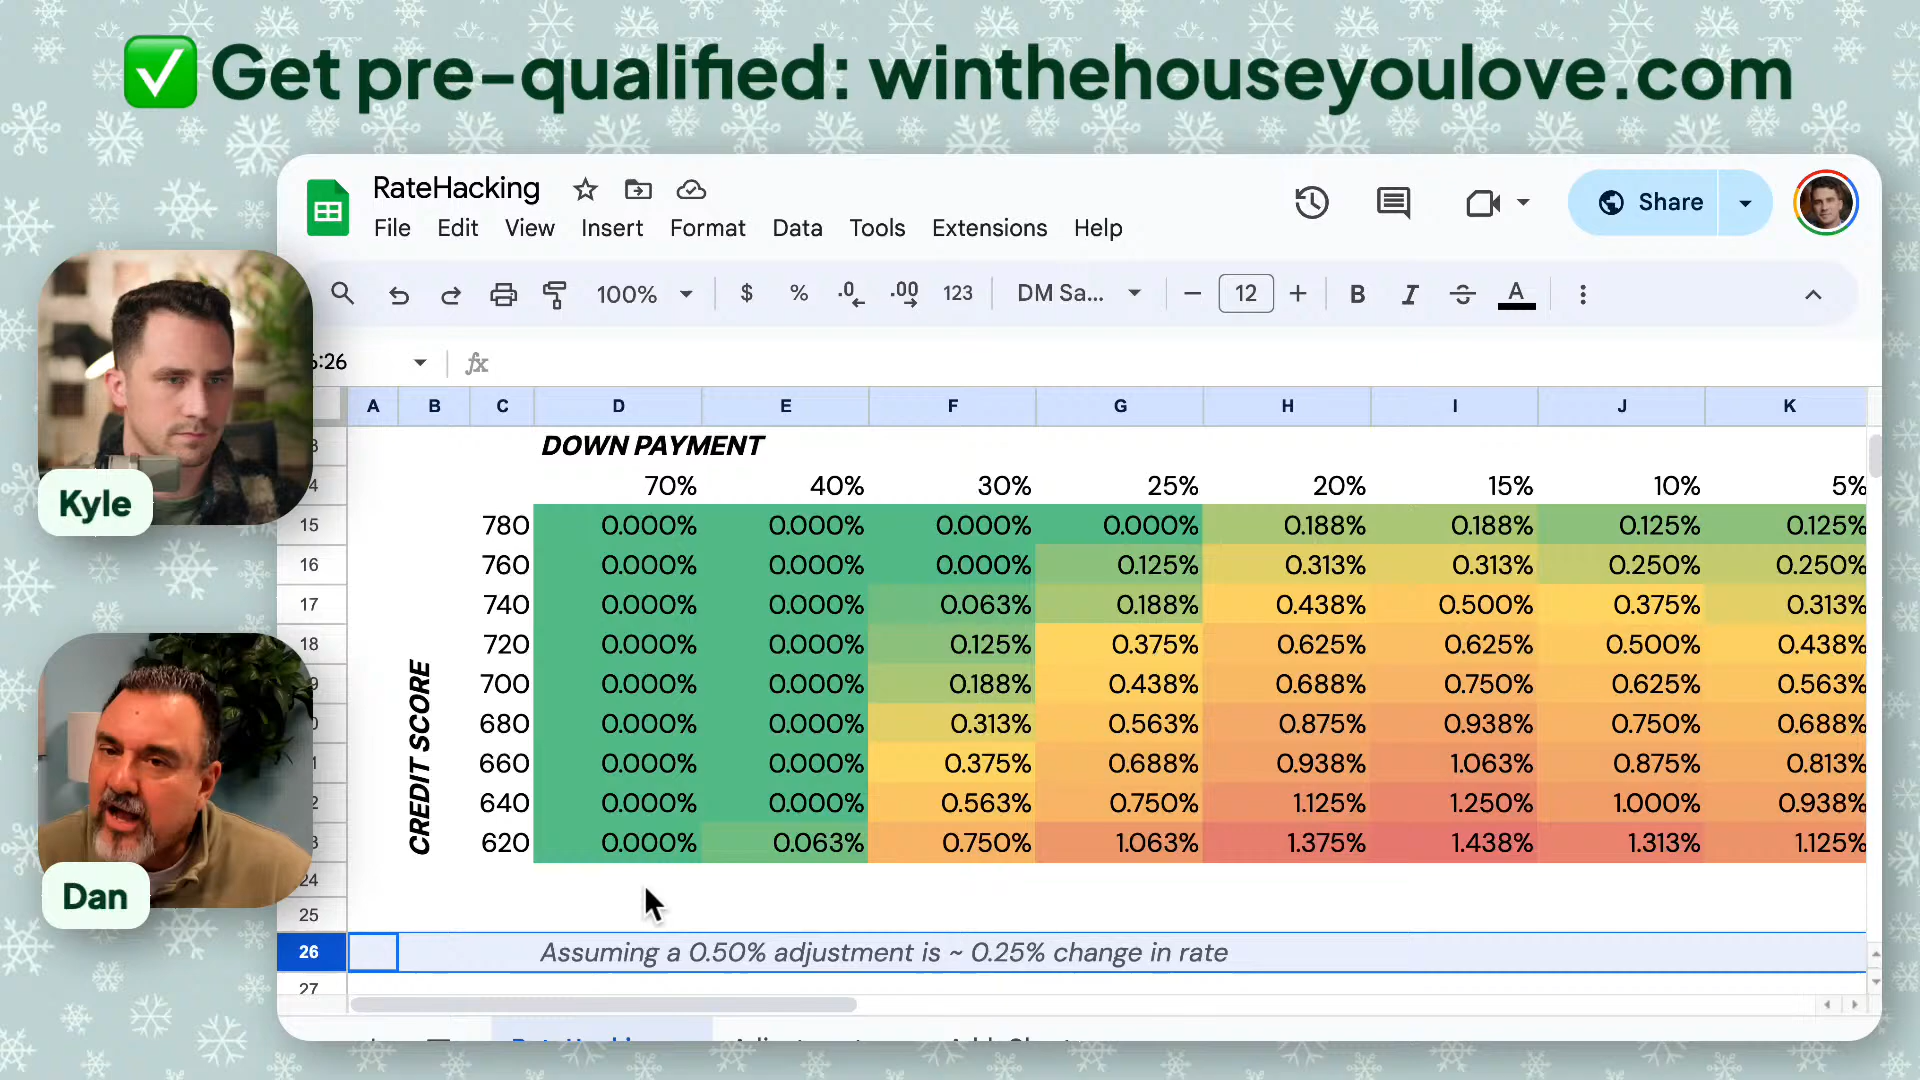 ✅ Get pre-qualified: winthehouseyoulove.com
RateHacking
File Edit View Insert Format Data Tools Extensions Help
Share
100% $ % .0 .00 123 DM Sa... 12 B I S A
:26 fx
A B C D E F G H I J K
DOWN PAYMENT
70% 40% 30% 25% 20% 15% 10% 5%
15 780 0.000% 0.000% 0.000% 0.000% 0.188% 0.188% 0.125% 0.125%
16 760 0.000% 0.000% 0.000% 0.125% 0.313% 0.313% 0.250% 0.250%
17 740 0.000% 0.000% 0.063% 0.188% 0.438% 0.500% 0.375% 0.313%
18 720 0.000% 0.000% 0.125% 0.375% 0.625% 0.625% 0.500% 0.438%
700 0.000% 0.000% 0.188% 0.438% 0.688% 0.750% 0.625% 0.563%
680 0.000% 0.000% 0.313% 0.563% 0.875% 0.938% 0.750% 0.688%
660 0.000% 0.000% 0.375% 0.688% 0.938% 1.063% 0.875% 0.813%
640 0.000% 0.000% 0.563% 0.750% 1.125% 1.250% 1.000% 0.938%
620 0.000% 0.063% 0.750% 1.063% 1.375% 1.438% 1.313% 1.125%
CREDIT SCORE
24
25
26 Assuming a 0.50% adjustment is ~ 0.25% change in rate
27
Kyle
Dan